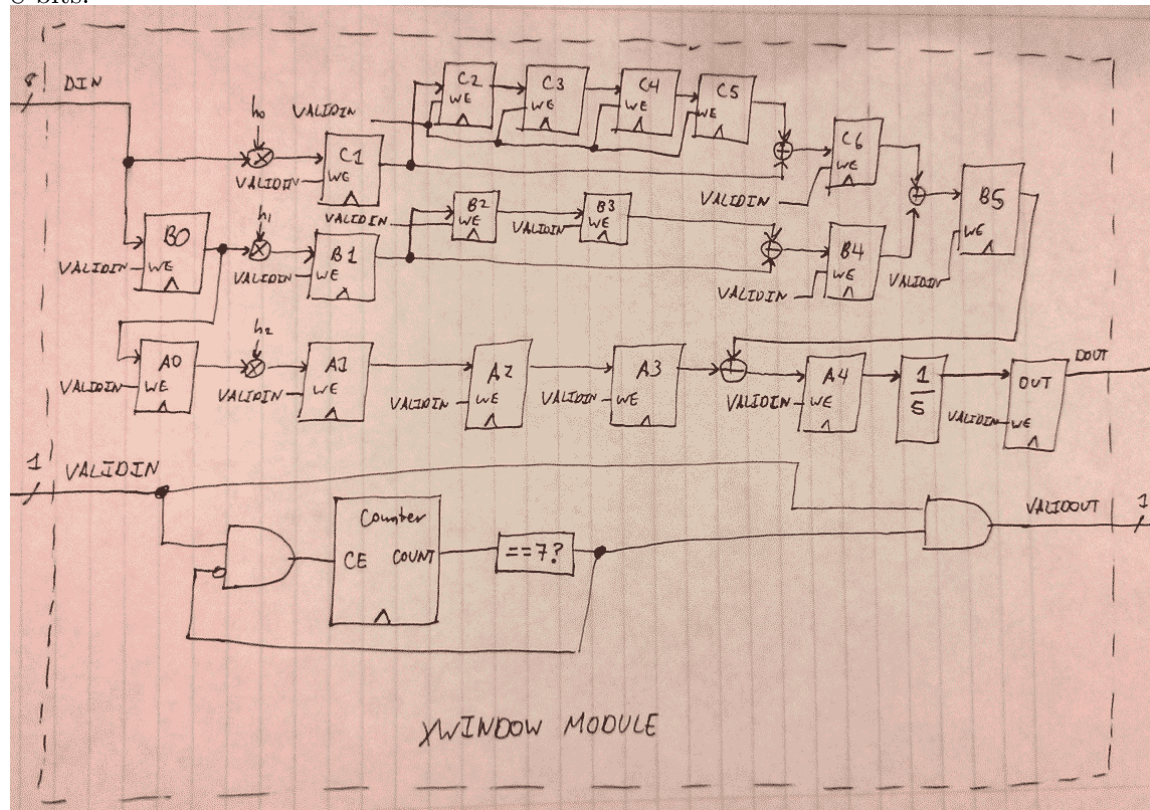 8 bits.
8 DIN
C2 C3 C4 C5
WE WE WE WE
VALIDIN
h0
C1
WE
VALIDIN
C6
WE
VALIDIN
h1
B0
WE
VALIDIN
B1
WE
VALIDIN
B2
WE
VALIDIN
B3
WE
VALIDIN
B4
WE
VALIDIN
B5
WE
VALIDIN
h2
A0
WE
VALIDIN
A1
WE
VALIDIN
A2
WE
VALIDIN
A3
WE
VALIDIN
A4
WE
VALIDIN
1
5
OUT
WE
VALIDIN
DOUT
1 VALIDIN
Counter
CE COUNT
==7?
VALIDOUT 1
XWINDOW MODULE